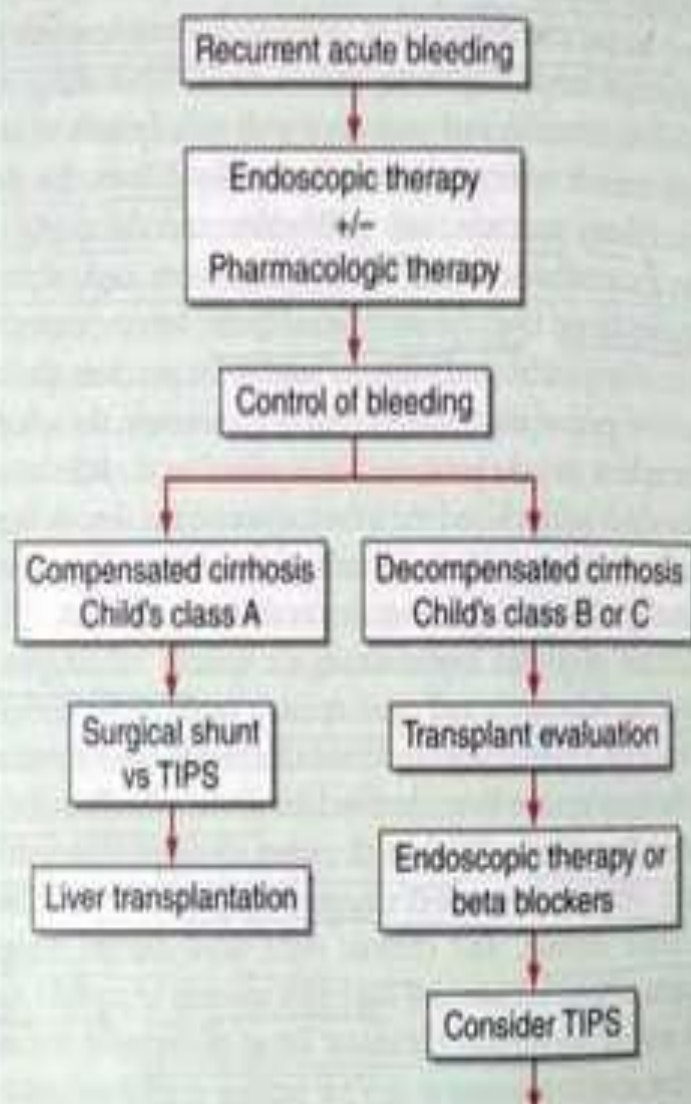 Recurrent acute bleeding
Endoscopic therapy
+/–
Pharmacologic therapy
Control of bleeding
Compensated cirrhosis
Child's class A
Decompensated cirrhosis
Child's class B or C
Surgical shunt
vs TIPS
Transplant evaluation
Liver transplantation
Endoscopic therapy or
beta blockers
Consider TIPS